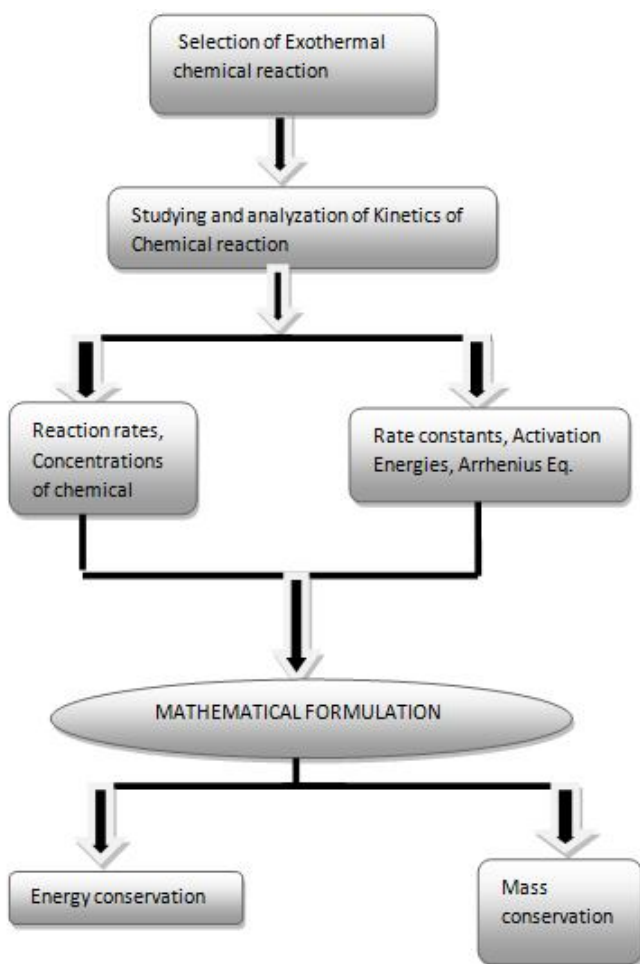 Selection of Exothermal
chemical reaction
Studying and analyzation of Kinetics of
Chemical reaction
Reaction rates,
Concentrations
of chemical
Rate constants, Activation
Energies, Arrhenius Eq.
MATHEMATICAL FORMULATION
Energy conservation
Mass
conservation